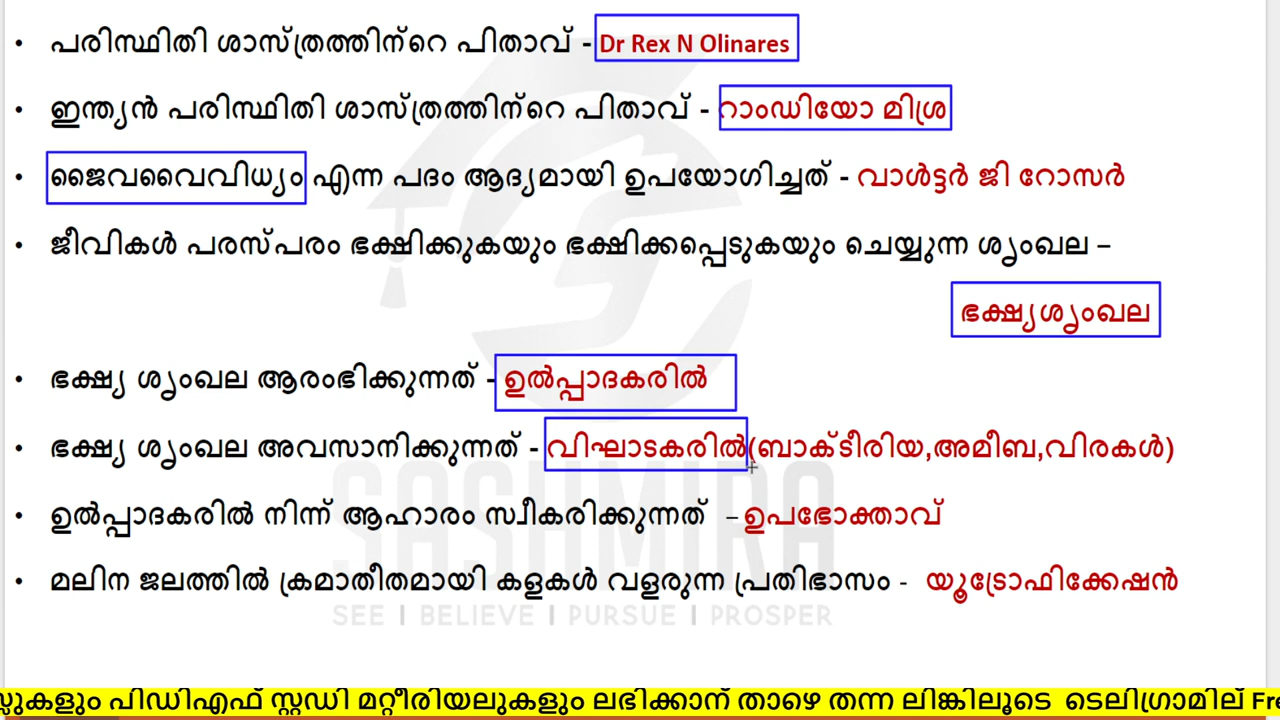 • പരിസ്ഥിതി ശാസ്ത്രത്തിന്റെ പിതാവ് - Dr Rex N Olinares
• ഇന്ത്യൻ പരിസ്ഥിതി ശാസ്ത്രത്തിന്റെ പിതാവ് - റാംഡിയോ മിശ്ര
• ജൈവവൈവിധ്യം എന്ന പദം ആദ്യമായി ഉപയോഗിച്ചത് - വാൾട്ടർ ജി റോസർ
• ജീവികൾ പരസ്പരം ഭക്ഷിക്കുകയും ഭക്ഷിക്കപ്പെടുകയും ചെയ്യുന്ന ശൃംഖല –
ഭക്ഷ്യശൃംഖല
• ഭക്ഷ്യ ശൃംഖല ആരംഭിക്കുന്നത് - ഉൽപ്പാദകരിൽ
• ഭക്ഷ്യ ശൃംഖല അവസാനിക്കുന്നത് - വിഘാടകരിൽ(ബാക്ടീരിയ,അമീബ,വിരകൾ)
• ഉൽപ്പാദകരിൽ നിന്ന് ആഹാരം സ്വീകരിക്കുന്നത് – ഉപഭോക്താവ്
• മലിന ജലത്തിൽ ക്രമാതീതമായി കളകൾ വളരുന്ന പ്രതിഭാസം - യൂട്രോഫിക്കേഷൻ
SASHMIRA
SEE I BELIEVE I PURSUE I PROSPER
പിഡിഎഫ് സ്റ്റഡി മറ്റീരിയലുകളും ലഭിക്കാന് താഴെ തന്ന ലിങ്കിലൂടെ ടെലിഗ്രാമില്